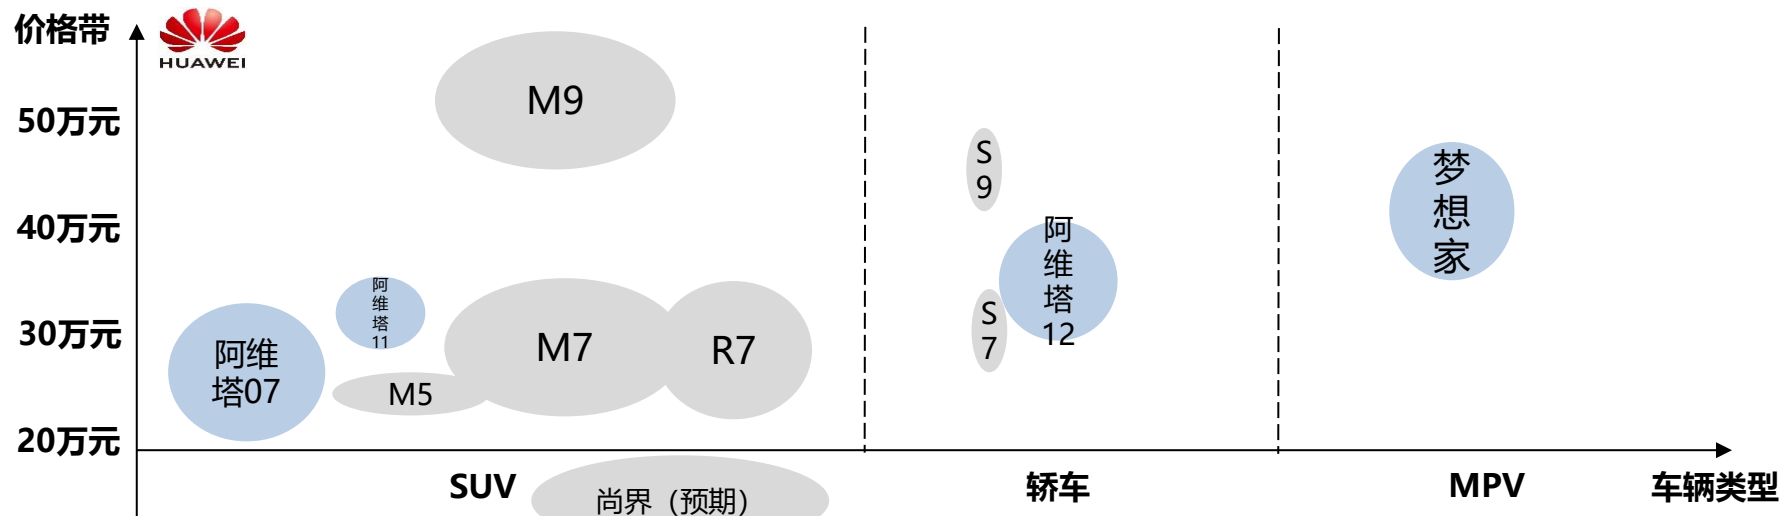 价格带
HUAWEI
50万元
40万元
30万元
20万元
M9
阿
维
塔
11
阿维
塔07
M5
M7
R7
尚界（预期）
SUV
S
9
阿
维
塔
12
S
7
轿车
梦
想
家
MPV
车辆类型